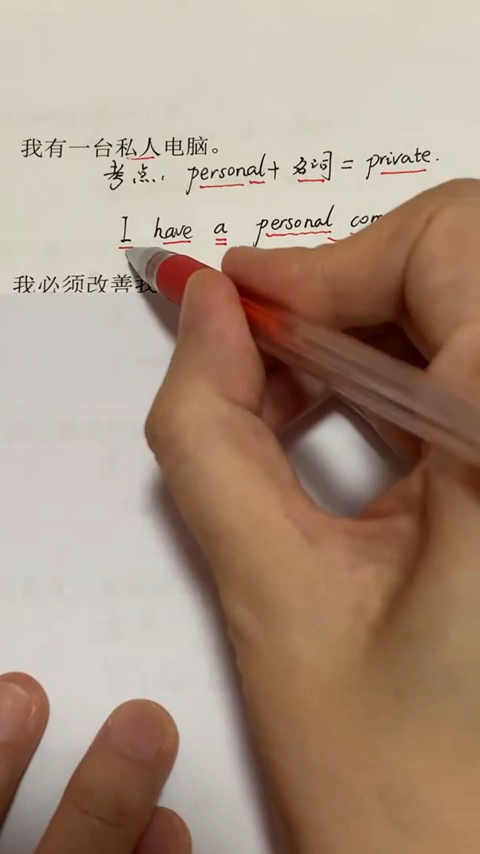 我有一台私人电脑。
考点: personal + 名词 = private.
I have a personal
我必须改善